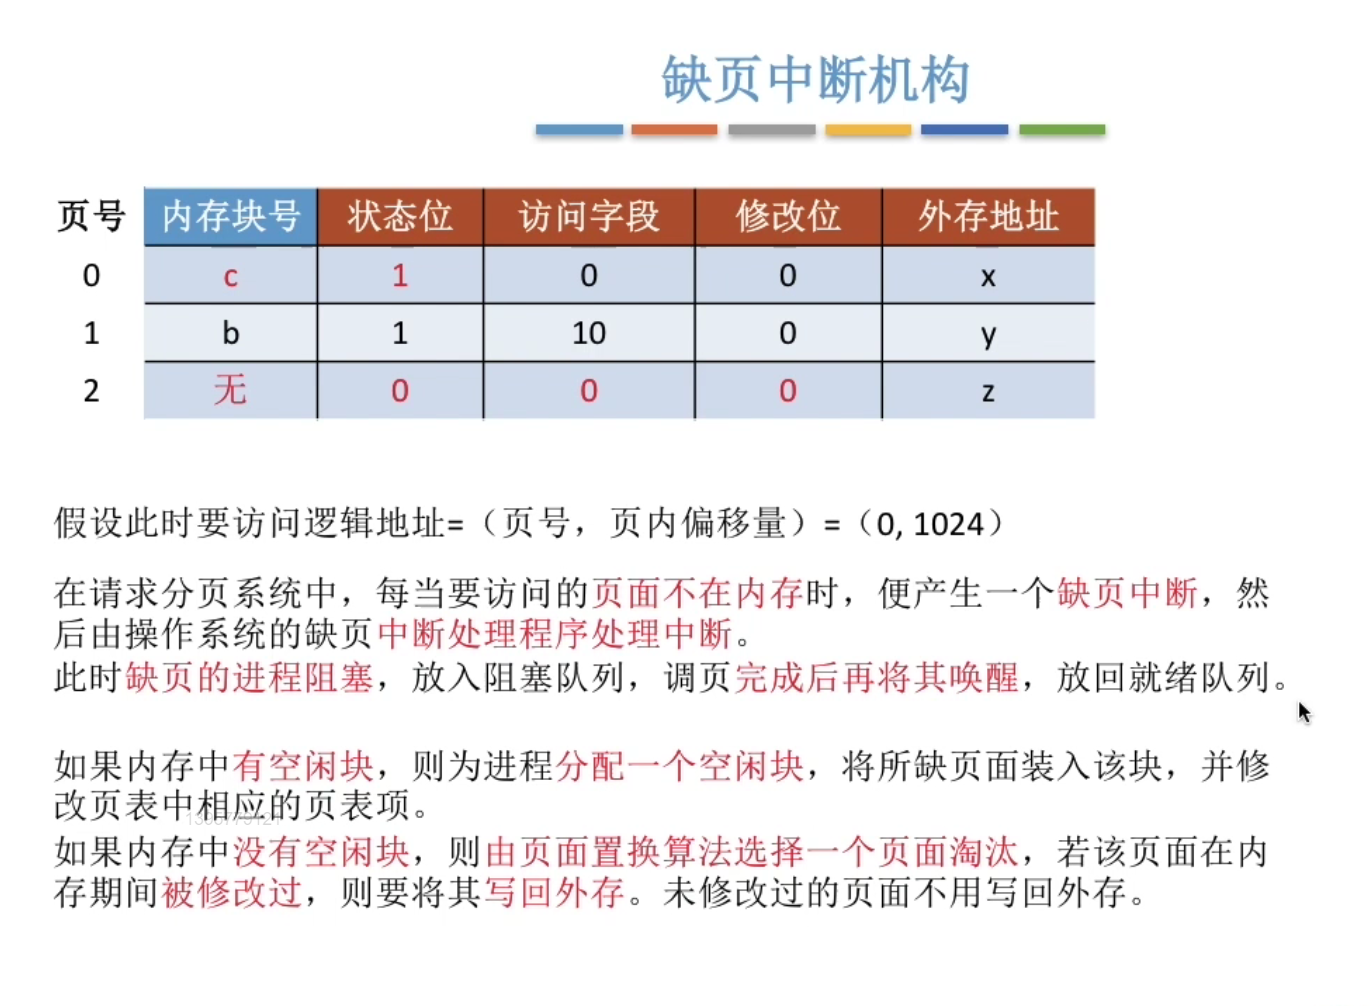 缺页中断机构
页号 内存块号 状态位 访问字段 修改位 外存地址
0 c 1 0 0 x
1 b 1 10 0 y
2 无 0 0 0 z
假设此时要访问逻辑地址=（页号，页内偏移量）=（0, 1024）
在请求分页系统中，每当要访问的页面不在内存时，便产生一个缺页中断，然
后由操作系统的缺页中断处理程序处理中断。
此时缺页的进程阻塞，放入阻塞队列，调页完成后再将其唤醒，放回就绪队列。
如果内存中有空闲块，则为进程分配一个空闲块，将所缺页面装入该块，并修
改页表中相应的页表项。
如果内存中没有空闲块，则由页面置换算法选择一个页面淘汰，若该页面在内
存期间被修改过，则要将其写回外存。未修改过的页面不用写回外存。